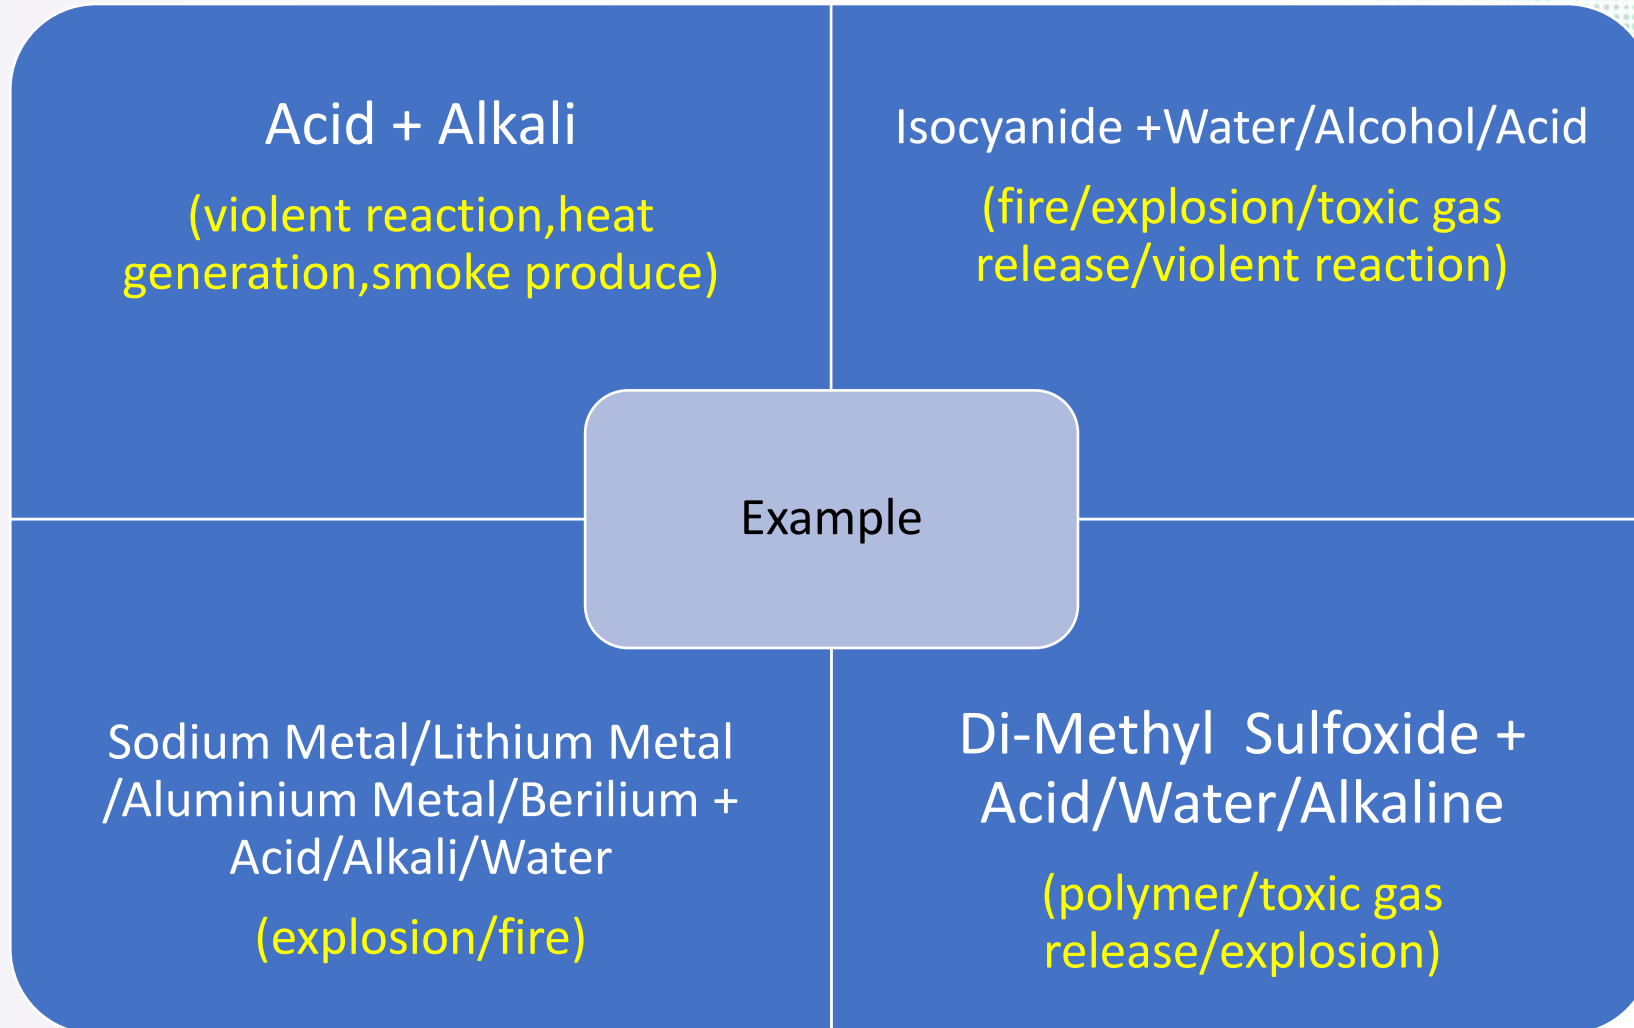 Acid + Alkali
(violent reaction,heat
generation,smoke produce)
Isocyanide +Water/Alcohol/Acid
(fire/explosion/toxic gas
release/violent reaction)
Example
Sodium Metal/Lithium Metal
/Aluminium Metal/Berilium +
Acid/Alkali/Water
(explosion/fire)
Di-Methyl  Sulfoxide +
Acid/Water/Alkaline
(polymer/toxic gas
release/explosion)